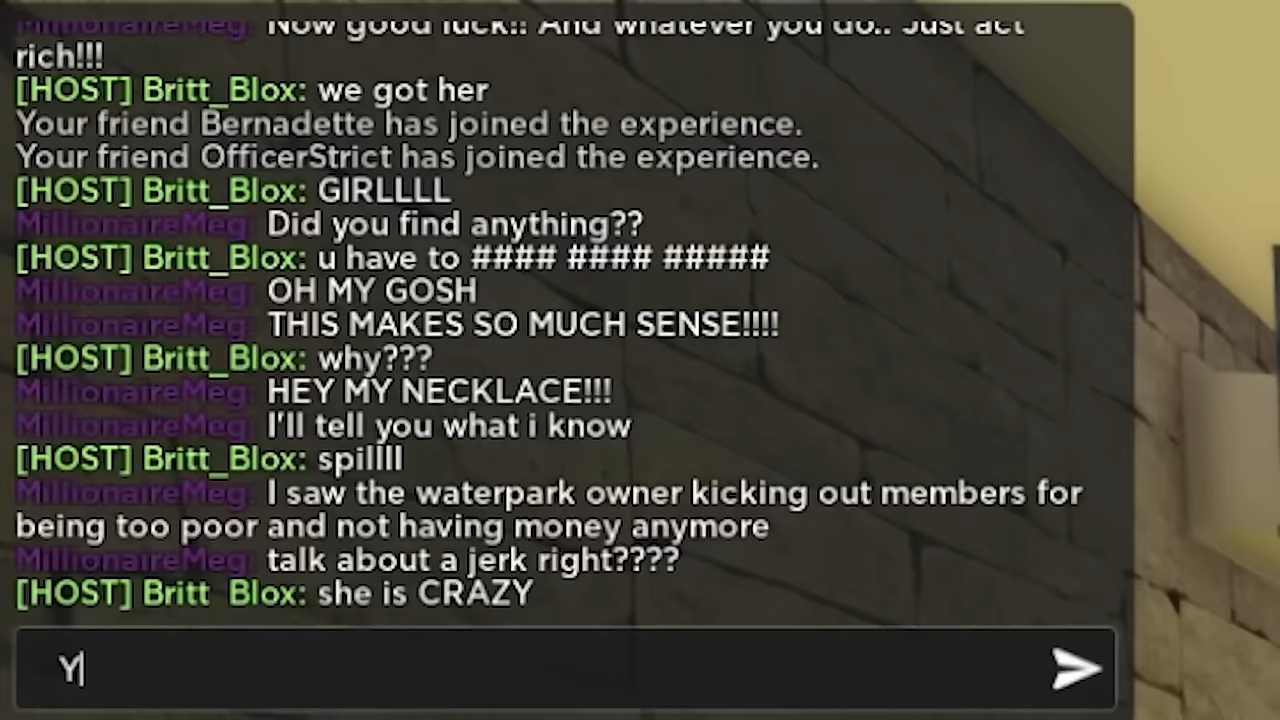 MillionaireMeg: Now good luck!! And whatever you do.. Just act
rich!!!
[HOST] Britt_Blox: we got her
Your friend Bernadette has joined the experience.
Your friend OfficerStrict has joined the experience.
[HOST] Britt_Blox: GIRLLLL
MillionaireMeg: Did you find anything??
[HOST] Britt_Blox: u have to #### #### #####
MillionaireMeg: OH MY GOSH
MillionaireMeg: THIS MAKES SO MUCH SENSE!!!!
[HOST] Britt_Blox: why???
MillionaireMeg: HEY MY NECKLACE!!!
MillionaireMeg: I'll tell you what i know
[HOST] Britt_Blox: spillll
MillionaireMeg: I saw the waterpark owner kicking out members for
being too poor and not having money anymore
MillionaireMeg: talk about a jerk right????
[HOST] Britt_Blox: she is CRAZY
Y